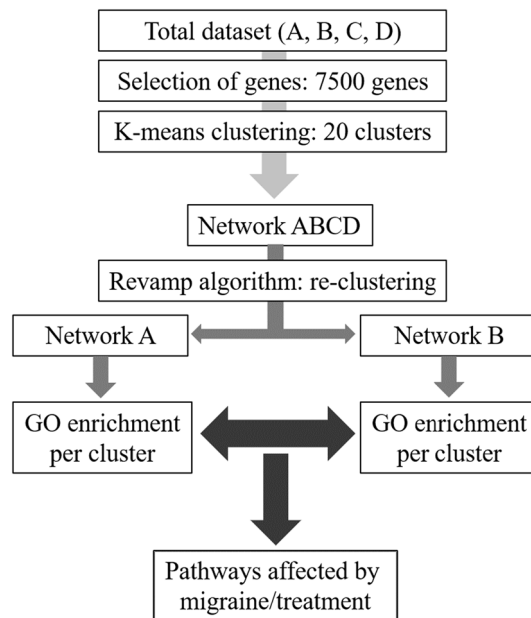 Total dataset (A, B, C, D)
Selection of genes: 7500 genes
K-means clustering: 20 clusters
Network ABCD
Revamp algorithm: re-clustering
Network A
Network B
GO enrichment
per cluster
GO enrichment
per cluster
Pathways affected by
migraine/treatment